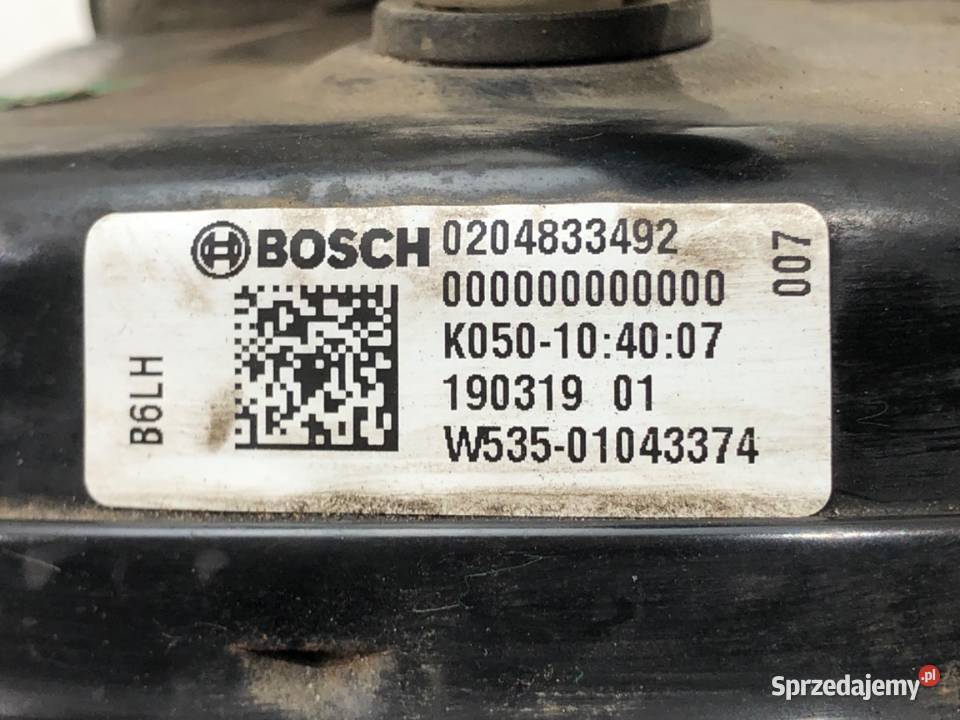 BOSCH 0204833492
000000000000
K050-10:40:07
190319 01
W535-01043374
007
B6LH
Sprzedajemy.pl